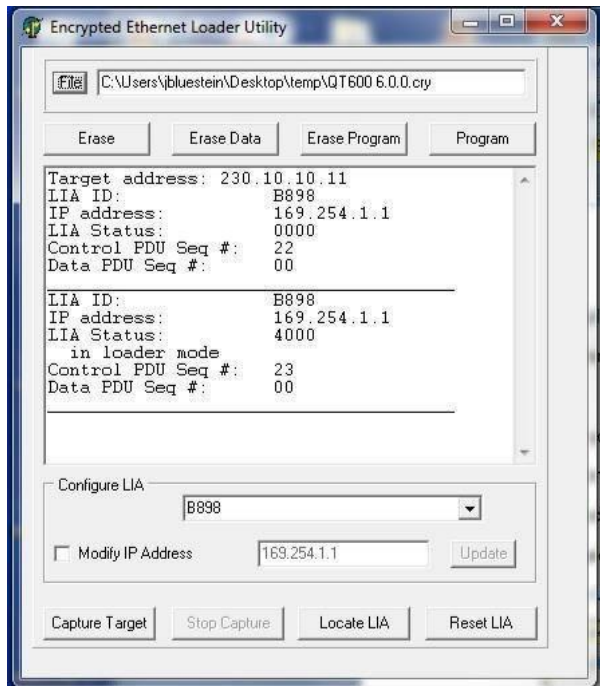 Encrypted Ethernet Loader Utility
File C:\Users\jbluestein\Desktop\temp\QT600 6.0.0.cry
Erase Erase Data Erase Program Program
Target address: 230.10.10.11
LIA ID: B898
IP address: 169.254.1.1
LIA Status: 0000
Control PDU Seq #: 22
Data PDU Seq #: 00
LIA ID: B898
IP address: 169.254.1.1
LIA Status: 4000
in loader mode
Control PDU Seq #: 23
Data PDU Seq #: 00
Configure LIA
B898
Modify IP Address 169.254.1.1 Update
Capture Target Stop Capture Locate LIA Reset LIA